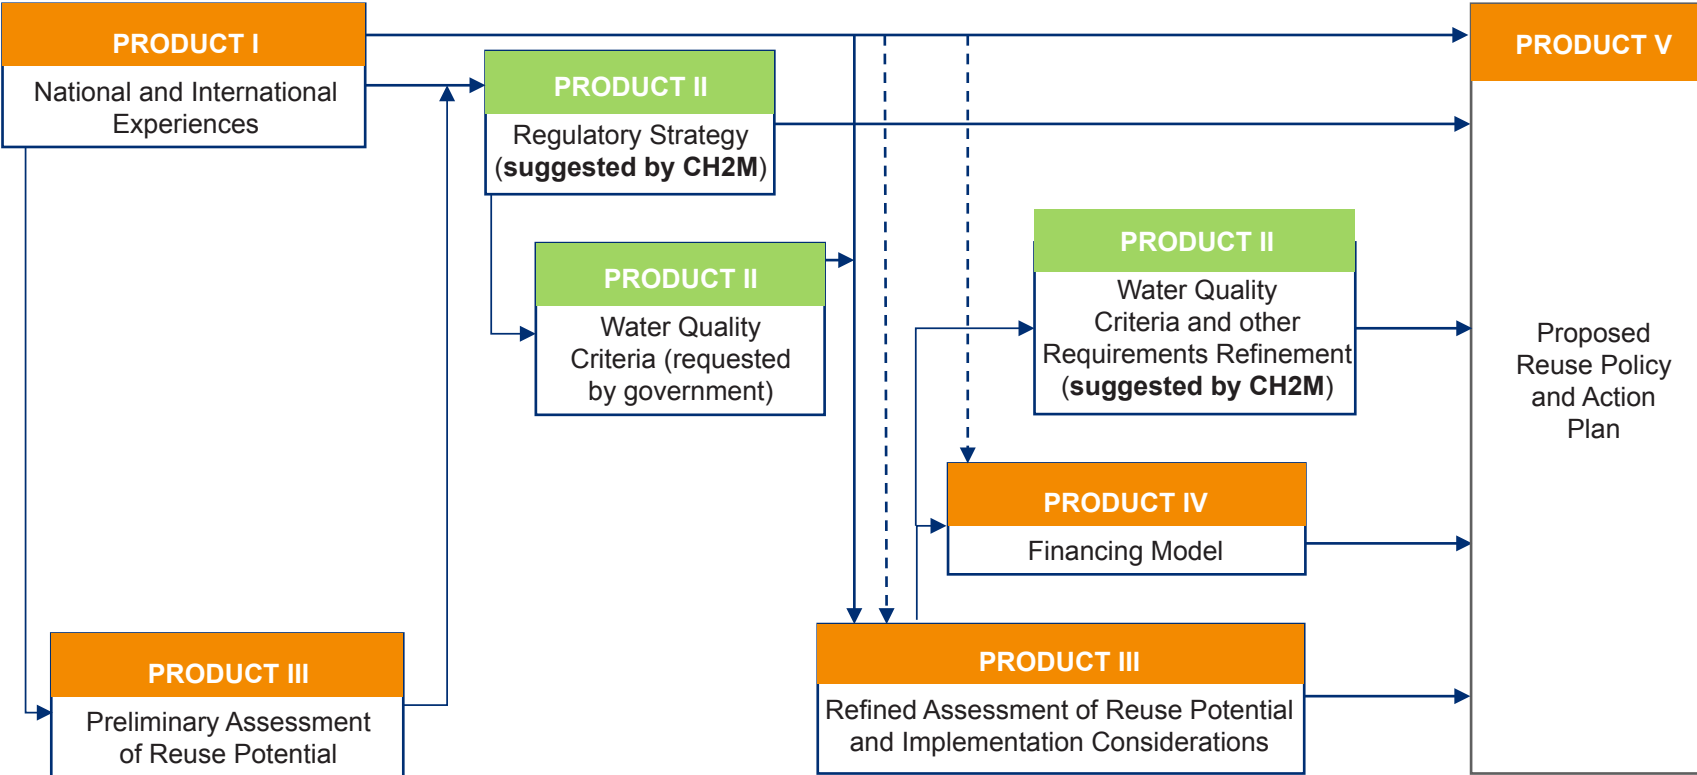 PRODUCT I
National and International
Experiences
PRODUCT II
Regulatory Strategy
(suggested by CH2M)
PRODUCT II
Water Quality
Criteria (requested
by government)
PRODUCT II
Water Quality
Criteria and other
Requirements Refinement
(suggested by CH2M)
PRODUCT IV
Financing Model
PRODUCT III
Preliminary Assessment
of Reuse Potential
PRODUCT III
Refined Assessment of Reuse Potential
and Implementation Considerations
PRODUCT V
Proposed
Reuse Policy
and Action
Plan